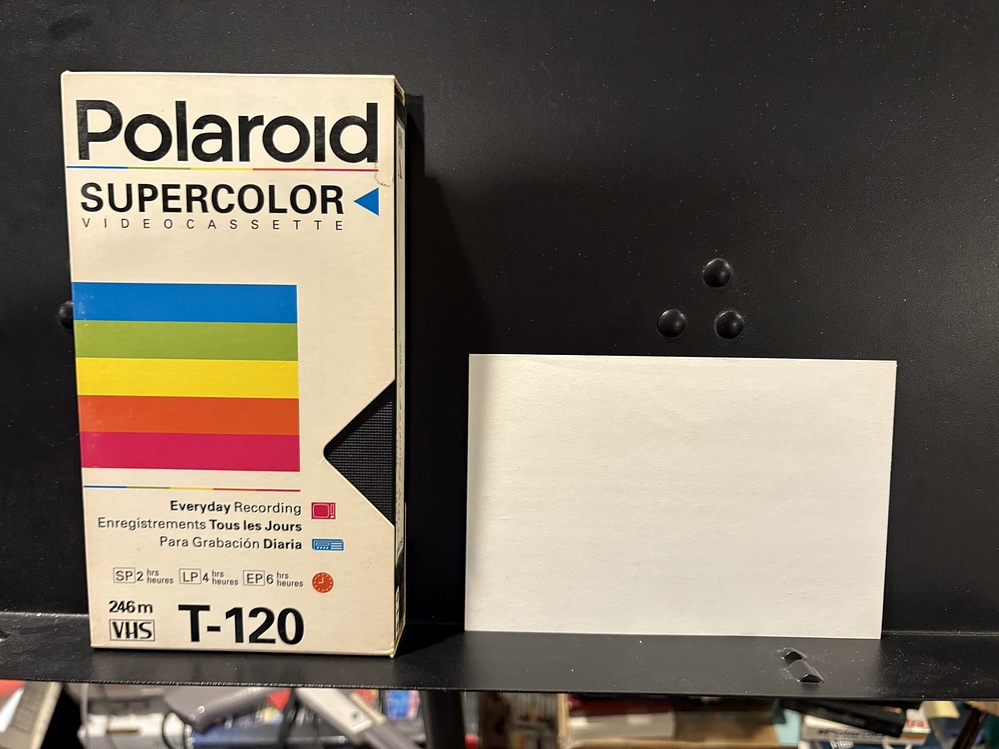 Polaroid
SUPERCOLOR
VIDEOCASSETTE
Everyday Recording
Enregistrements Tous les Jours
Para Grabación Diaria
SP 2 hrs heures LP 4 hrs heures EP 6 hrs heures
246m
VHS T-120